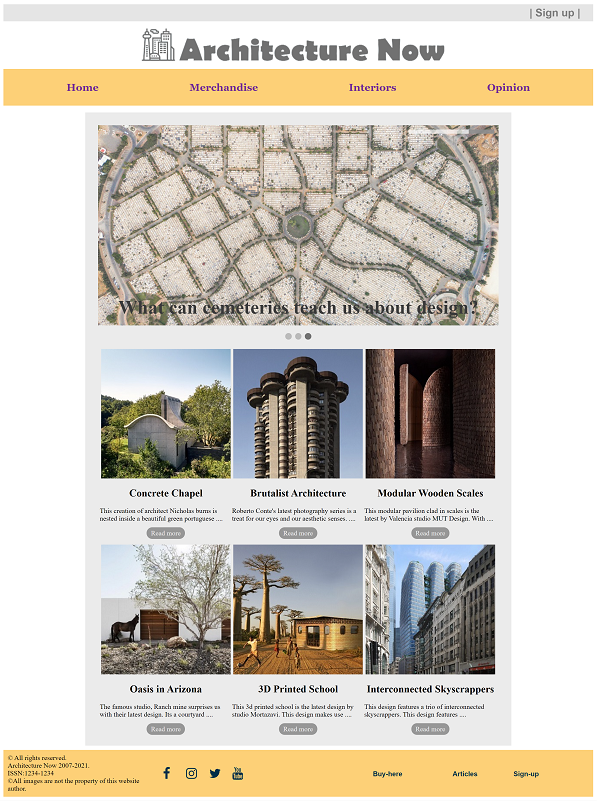 | Sign up |
Architecture Now
Home Merchandise Interiors Opinion
What can cemeteries teach us about design?
Concrete Chapel
This creation of architect Nicholas burns is
nested inside a beautiful green portuguese ....
Read more
Brutalist Architecture
Roberto Conte's latest photography series is a
treat for our eyes and our aesthetic senses. ....
Read more
Modular Wooden Scales
This modular pavilion clad in scales is the
latest by Valencia studio MUT Design. With ....
Read more
Oasis in Arizona
The famous studio, Ranch mine surprises us
with their latest design. Its a courtyard ....
Read more
3D Printed School
This 3d printed school is the latest design by
studio Mortazavi. This design makes use ....
Read more
Interconnected Skyscrappers
This design features a trio of interconnected
skyscrappers. This design features ....
Read more
© All rights reserved.
Architecture Now 2007-2021.
ISSN:1234-1234
©All images are not the property of this website
author.
You
Tube
Buy-here Articles Sign-up